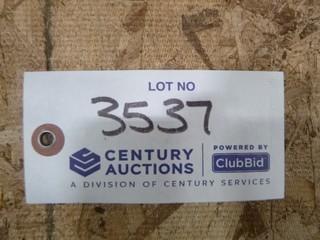 LOT NO
3537
CENTURY AUCTIONS
POWERED BY
ClubBid
A DIVISION OF CENTURY SERVICES